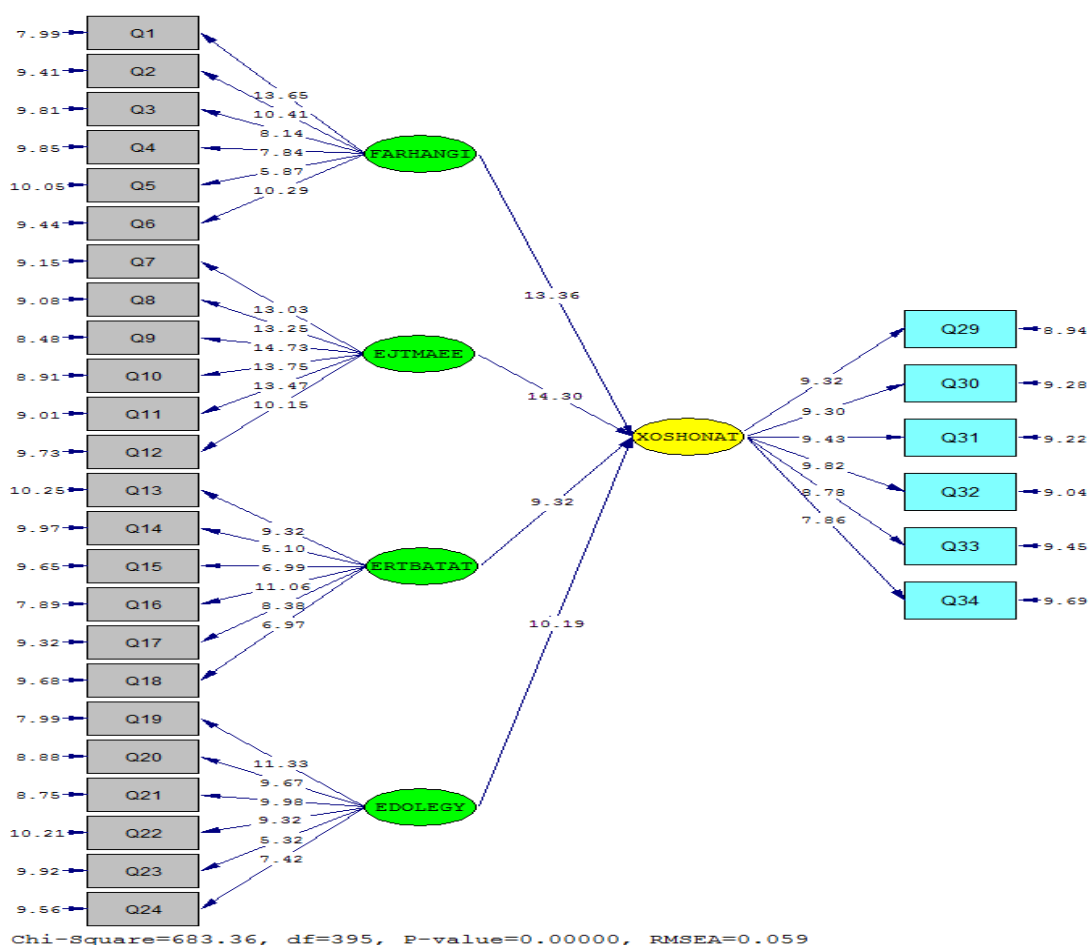 7.99 Q1
9.41 Q2
9.81 Q3
9.85 Q4
10.05 Q5
9.44 Q6
9.15 Q7
9.08 Q8
8.48 Q9
8.91 Q10
9.01 Q11
9.73 Q12
10.25 Q13
9.97 Q14
9.65 Q15
7.89 Q16
9.32 Q17
9.68 Q18
7.99 Q19
8.88 Q20
8.75 Q21
10.21 Q22
9.92 Q23
9.56 Q24
13.65
10.41
8.14
7.84
5.87
10.29
FARHANGI
13.03
13.25
14.73
13.75
13.47
10.15
EJTMAEE
9.32
5.10
6.99
11.06
8.38
6.97
ERTBATAT
11.33
9.67
9.98
9.32
5.32
7.42
EDOLEGY
13.36
14.30
9.32
10.19
XOSHONAT
9.32
9.30
9.43
9.82
8.78
7.86
Q29 8.94
Q30 9.28
Q31 9.22
Q32 9.04
Q33 9.45
Q34 9.69
Chi-Square=683.36, df=395, P-value=0.00000, RMSEA=0.059